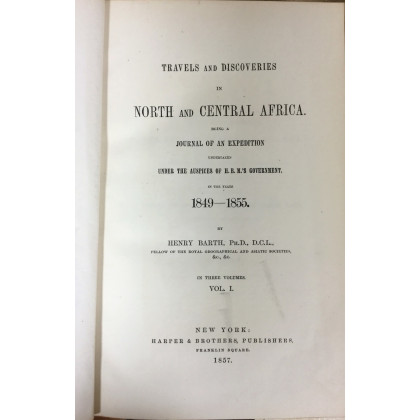 TRAVELS AND DISCOVERIES
IN
NORTH AND CENTRAL AFRICA.
BEING A
JOURNAL OF AN EXPEDITION
UNDERTAKEN
UNDER THE AUSPICES OF H. B. M.'S GOVERNMENT,
IN THE YEARS
1849—1855.
BY
HENRY BARTH, PH.D., D.C.L.,
FELLOW OF THE ROYAL GEOGRAPHICAL AND ASIATIC SOCIETIES,
&c., &c.
IN THREE VOLUMES.
VOL. I.
NEW YORK:
HARPER & BROTHERS, PUBLISHERS,
FRANKLIN SQUARE.
1857.